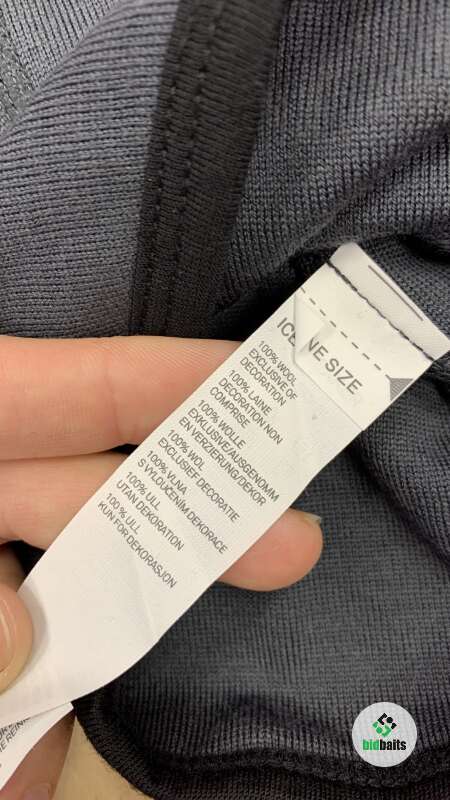 ICE
NE SIZE
100% WOOL
EXCLUSIVE OF
DECORATION
100% LAINE
DECORATION NON
COMPRISE
100% WOLLE
EXKLUSIVE/AUSGENOMM
EN VERZIERUNG/DEKOR
100% WOL
EXCLUSIEF DECORATIE
100% VLNA
S VYLOUČENÍM DEKORACE
100% ULL
UTAN DEKORATION
100% ULL
KUN FOR DEKORASJON
bidbaits